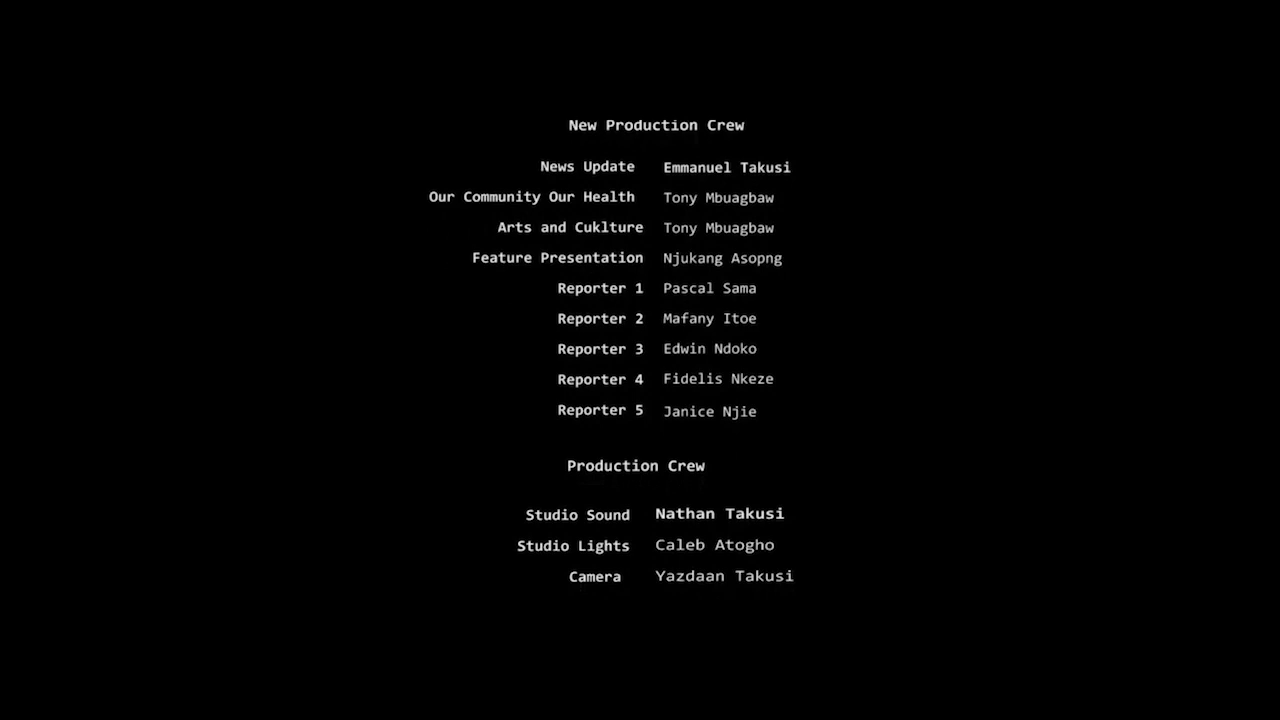 New Production Crew
News Update Emmanuel Takusi
Our Community Our Health Tony Mbuagbaw
Arts and Cuklture Tony Mbuagbaw
Feature Presentation Njukang Asopng
Reporter 1 Pascal Sama
Reporter 2 Mafany Itoe
Reporter 3 Edwin Ndoko
Reporter 4 Fidelis Nkeze
Reporter 5 Janice Njie
Production Crew
Studio Sound Nathan Takusi
Studio Lights Caleb Atogho
Camera Yazdaan Takusi